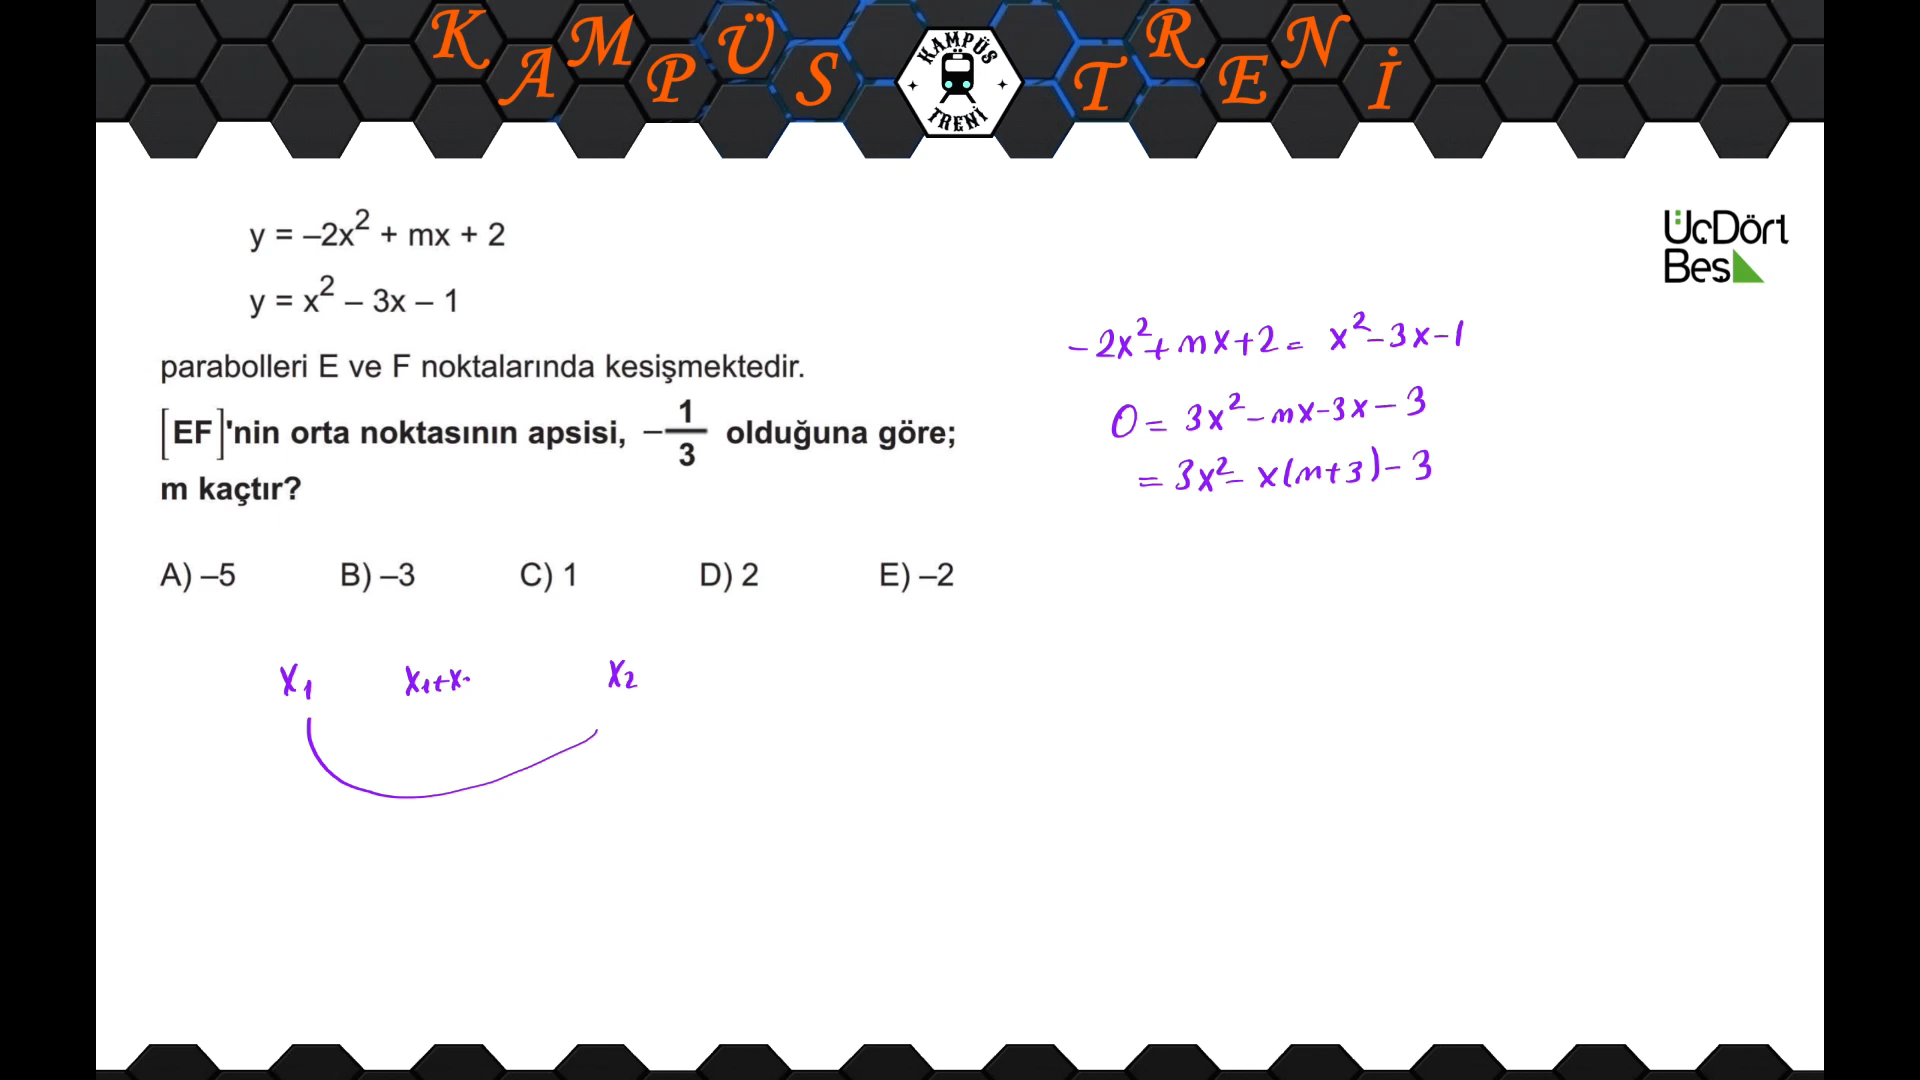 KAMPÜS TRENİ
KAMPÜS
TRENİ
y = –2x² + mx + 2
y = x² – 3x – 1
parabolleri E ve F noktalarında kesişmektedir.
[EF]'nin orta noktasının apsisi, –1/3 olduğuna göre;
m kaçtır?
A) –5 B) –3 C) 1 D) 2 E) –2
ÜçDört
Beş
-2x²+mx+2= x²-3x-1
0= 3x²-mx-3x-3
= 3x²- x(m+3)-3
x₁ x₁+x x₂